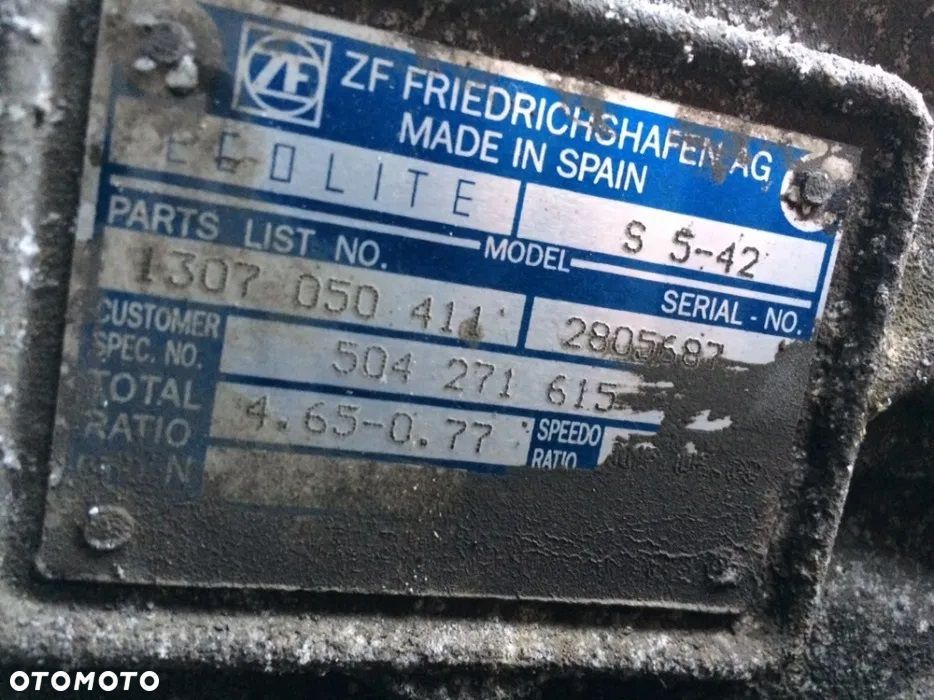 ZF
ZF FRIEDRICHSHAFEN AG
MADE IN SPAIN
ECOLITE
S 5-42
PARTS LIST NO.
MODEL
1307 050 411
SERIAL - NO.
2805687
CUSTOMER
SPEC. NO.
504 271 615
TOTAL
RATIO
4.65-0.77
SPEEDO
RATIO
OTOMOTO